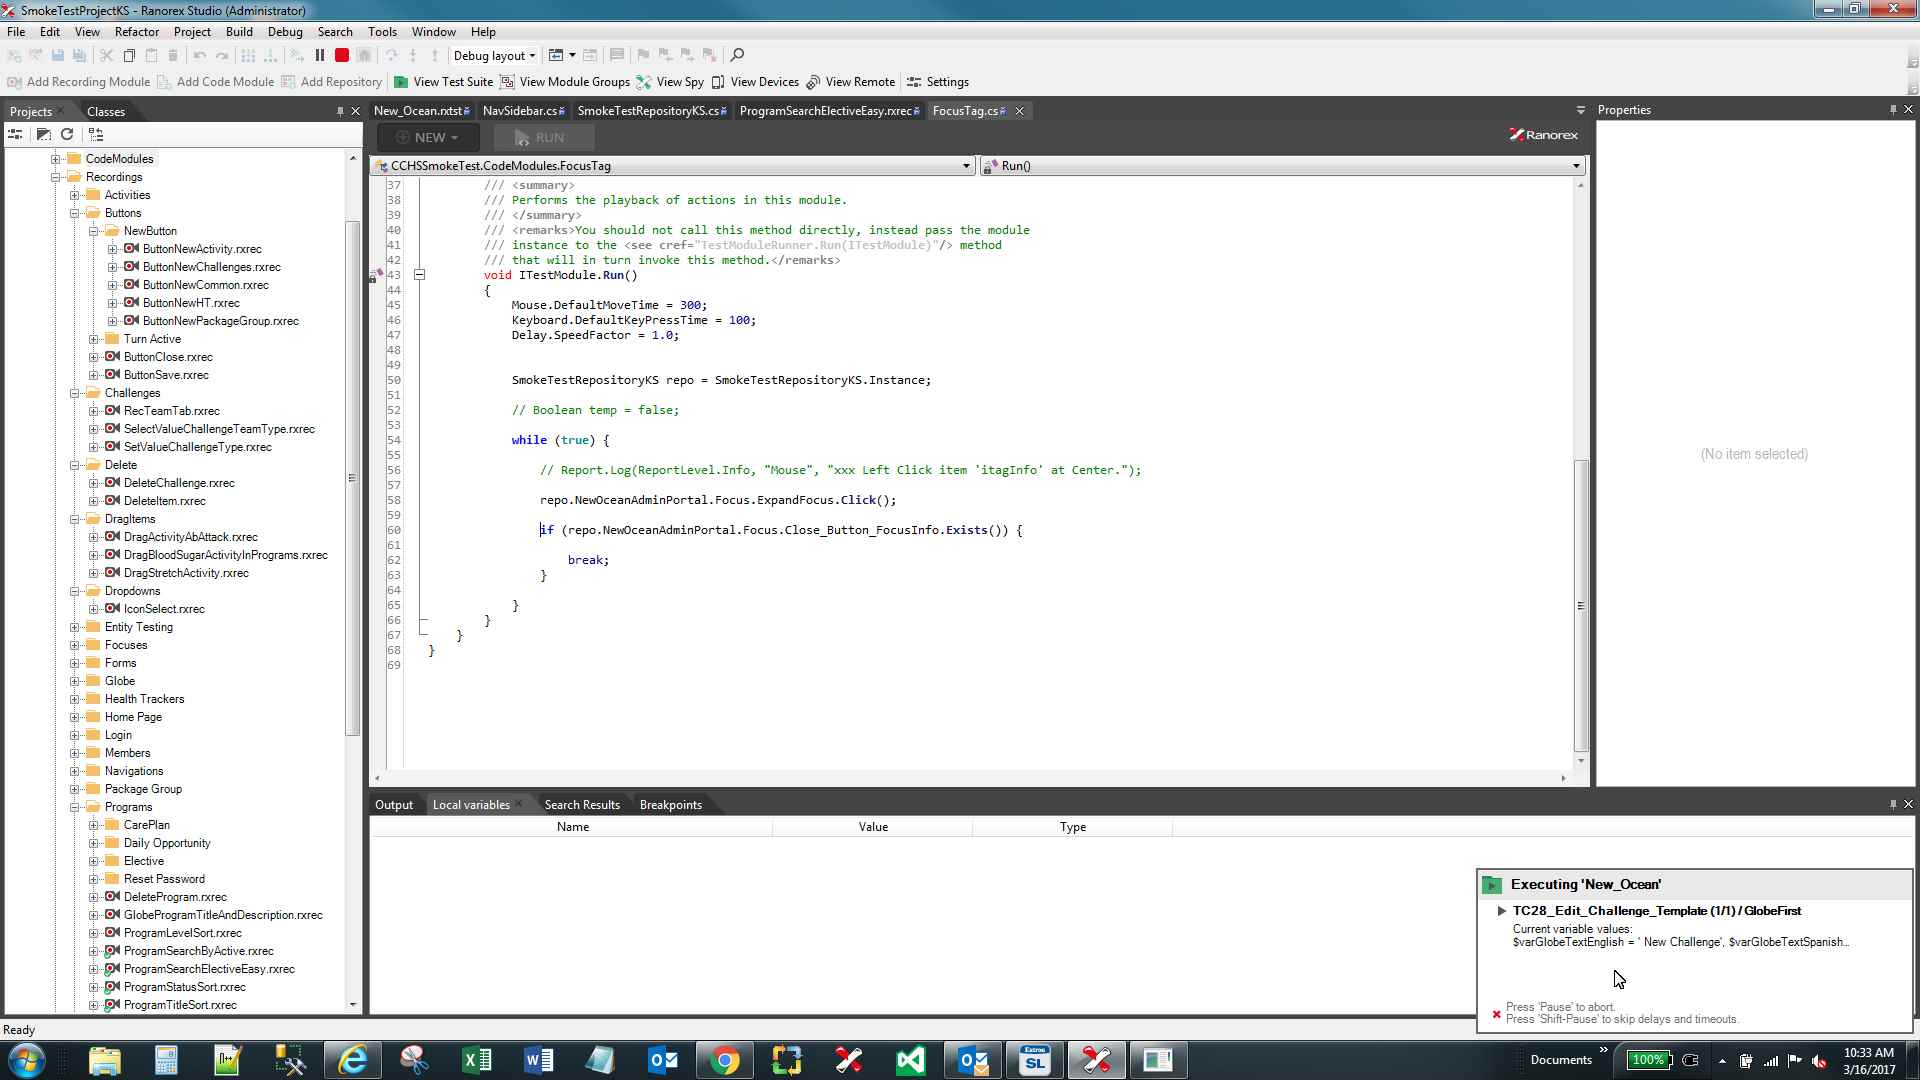 SmokeTestProjectKS - Ranorex Studio (Administrator)
File Edit View Refactor Project Build Debug Search Tools Window Help
Debug layout
Add Recording Module Add Code Module Add Repository View Test Suite View Module Groups View Spy View Devices View Remote Settings
Projects Classes
CodeModules
Recordings
Activities
Buttons
NewButton
ButtonNewActivity.rxrec
ButtonNewChallenges.rxrec
ButtonNewCommon.rxrec
ButtonNewHT.rxrec
ButtonNewPackageGroup.rxrec
Turn Active
ButtonClose.rxrec
ButtonSave.rxrec
Challenges
RecTeamTab.rxrec
SelectValueChallengeTeamType.rxrec
SetValueChallengeType.rxrec
Delete
DeleteChallenge.rxrec
DeleteItem.rxrec
DragItems
DragActivityAbAttack.rxrec
DragBloodSugarActivityInPrograms.rxrec
DragStretchActivity.rxrec
Dropdowns
IconSelect.rxrec
Entity Testing
Focuses
Forms
Globe
Health Trackers
Home Page
Login
Members
Navigations
Package Group
Programs
CarePlan
Daily Opportunity
Elective
Reset Password
DeleteProgram.rxrec
GlobeProgramTitleAndDescription.rxrec
ProgramLevelSort.rxrec
ProgramSearchByActive.rxrec
ProgramSearchElectiveEasy.rxrec
ProgramStatusSort.rxrec
ProgramTitleSort.rxrec
New_Ocean.rxtst NavSidebar.cs SmokeTestRepositoryKS.cs ProgramSearchElectiveEasy.rxrec FocusTag.cs
NEW RUN Ranorex
CCHSSmokeTest.CodeModules.FocusTag Run()
37 /// <summary>
38 /// Performs the playback of actions in this module.
39 /// </summary>
40 /// <remarks>You should not call this method directly, instead pass the module
41 /// instance to the <see cref="TestModuleRunner.Run(ITestModule)"/> method
42 /// that will in turn invoke this method.</remarks>
43 void ITestModule.Run()
44 {
45 Mouse.DefaultMoveTime = 300;
46 Keyboard.DefaultKeyPressTime = 100;
47 Delay.SpeedFactor = 1.0;
48
49
50 SmokeTestRepositoryKS repo = SmokeTestRepositoryKS.Instance;
51
52 // Boolean temp = false;
53
54 while (true) {
55
56 // Report.Log(ReportLevel.Info, "Mouse", "xxx Left Click item 'itagInfo' at Center.");
57
58 repo.NewOceanAdminPortal.Focus.ExpandFocus.Click();
59
60 if (repo.NewOceanAdminPortal.Focus.Close_Button_FocusInfo.Exists()) {
61
62 break;
63 }
64
65 }
66 }
67 }
68 }
69
Properties
(No item selected)
Output Local variables Search Results Breakpoints
Name Value Type
Executing 'New_Ocean'
TC28_Edit_Challenge_Template (1/1) / GlobeFirst
Current variable values:
$varGlobeTextEnglish = ' New Challenge', $varGlobeTextSpanish...
Press 'Pause' to abort.
Press 'Shift-Pause' to skip delays and timeouts.
Ready
Extron
SL
Documents
100%
10:33 AM
3/16/2017